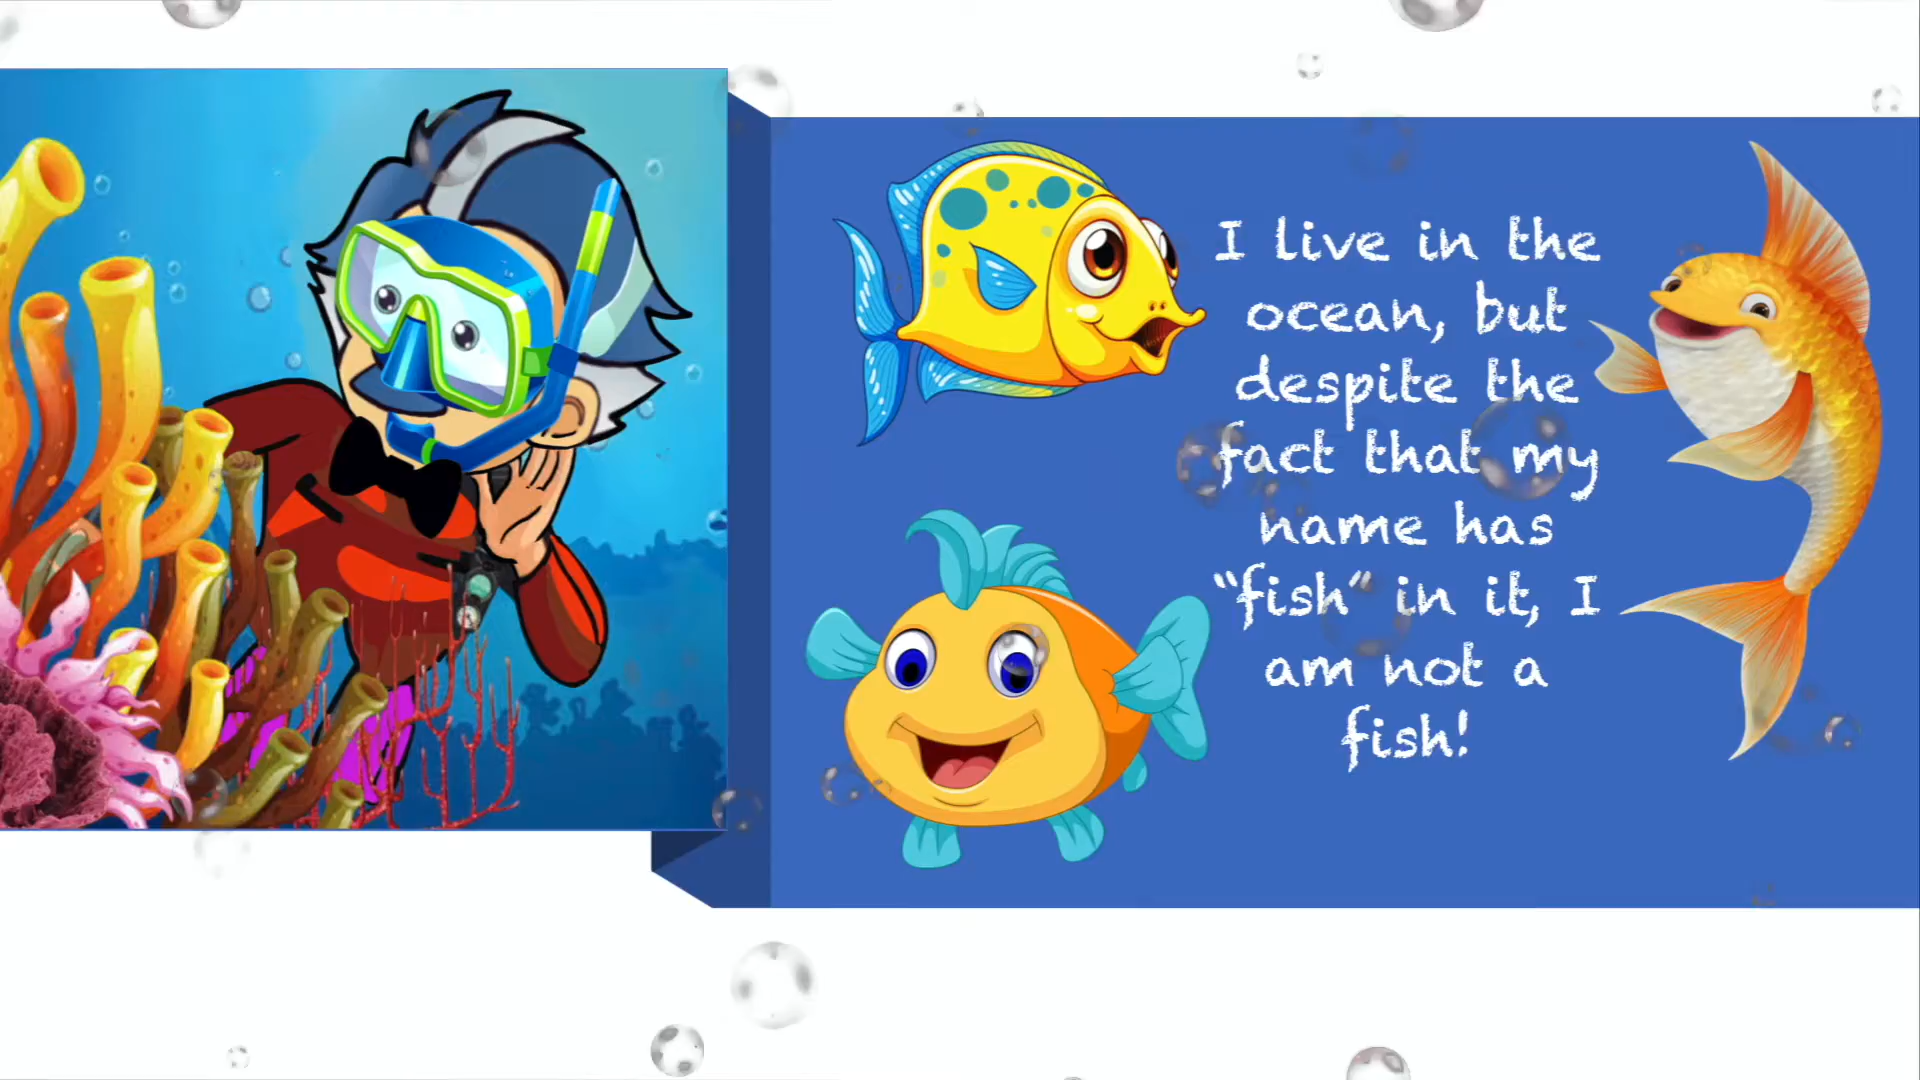 I live in the
ocean, but
despite the
fact that my
name has
"fish" in it, I
am not a
fish!